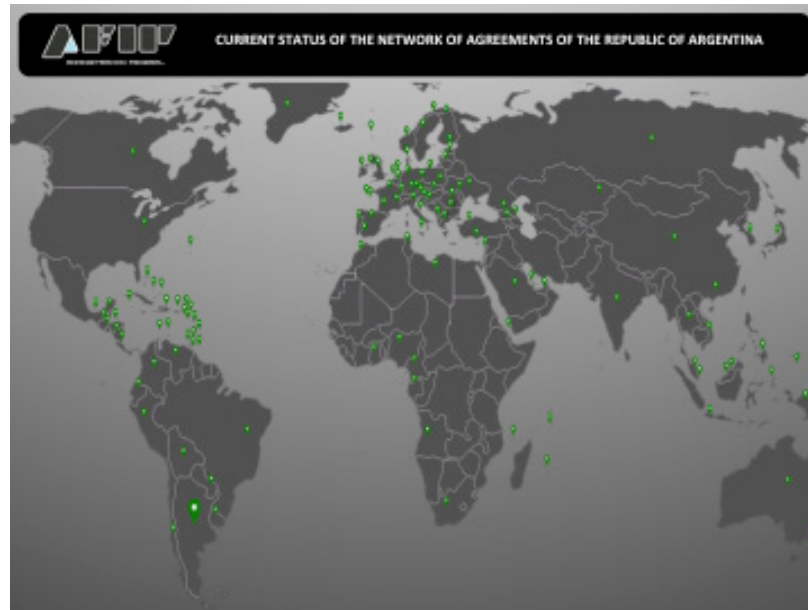 AFIP
CURRENT STATUS OF THE NETWORK OF AGREEMENTS OF THE REPUBLIC OF ARGENTINA